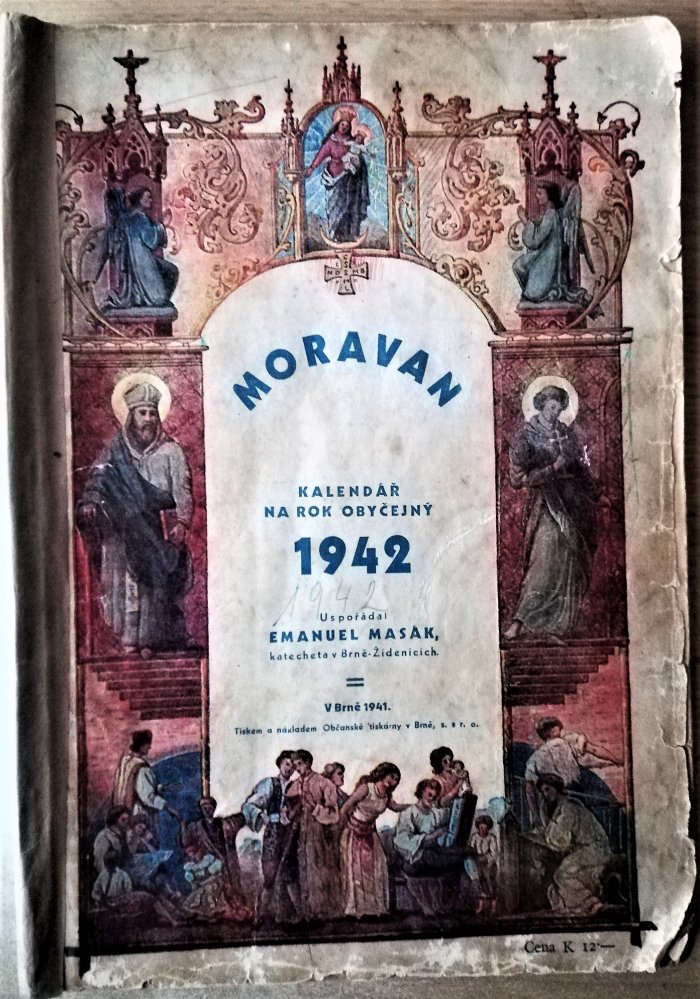 MORAVAN
KALENDÁŘ
NA ROK OBYČEJNÝ
1942
1942
Uspořádal
EMANUEL MASÁK,
katecheta v Brně-Židenicích.
V Brně 1941.
Tiskem a nákladem Občanské tiskárny v Brně, s. s r. o.
Cena K 12·—